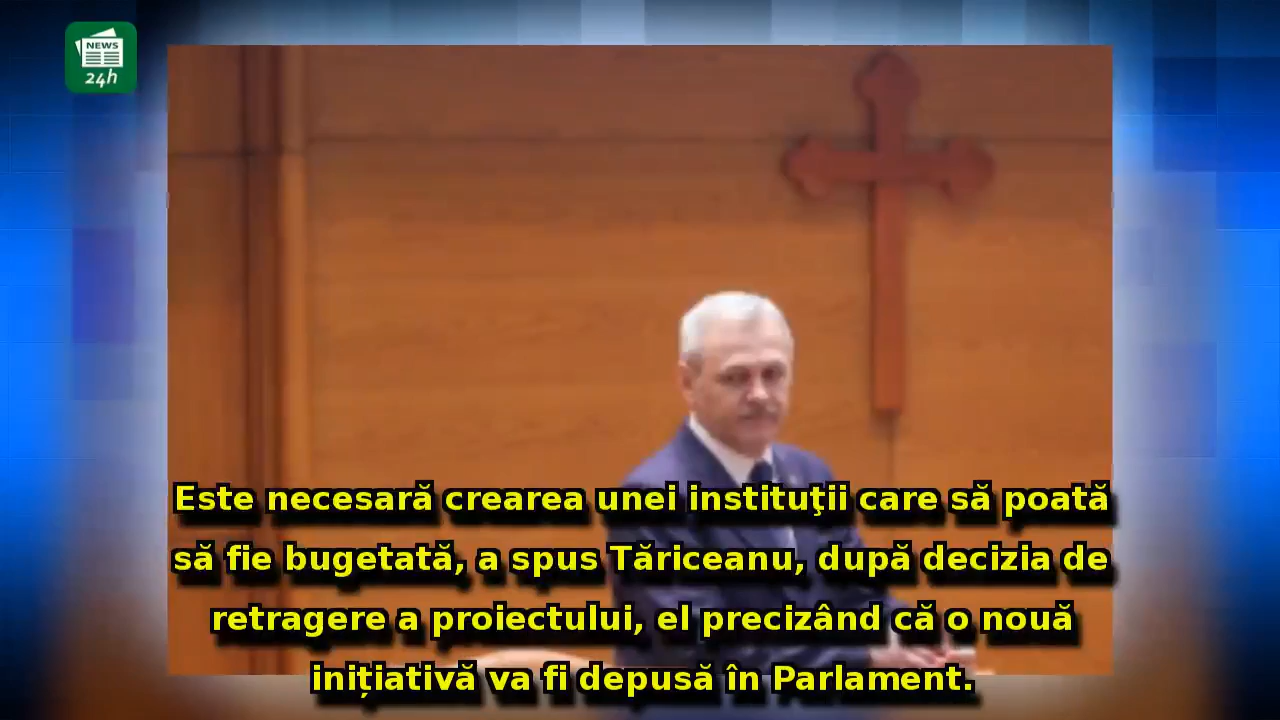 NEWS
24h
Este necesară crearea unei instituţii care să poată
să fie bugetată, a spus Tăriceanu, după decizia de
retragere a proiectului, el precizând că o nouă
inițiativă va fi depusă în Parlament.